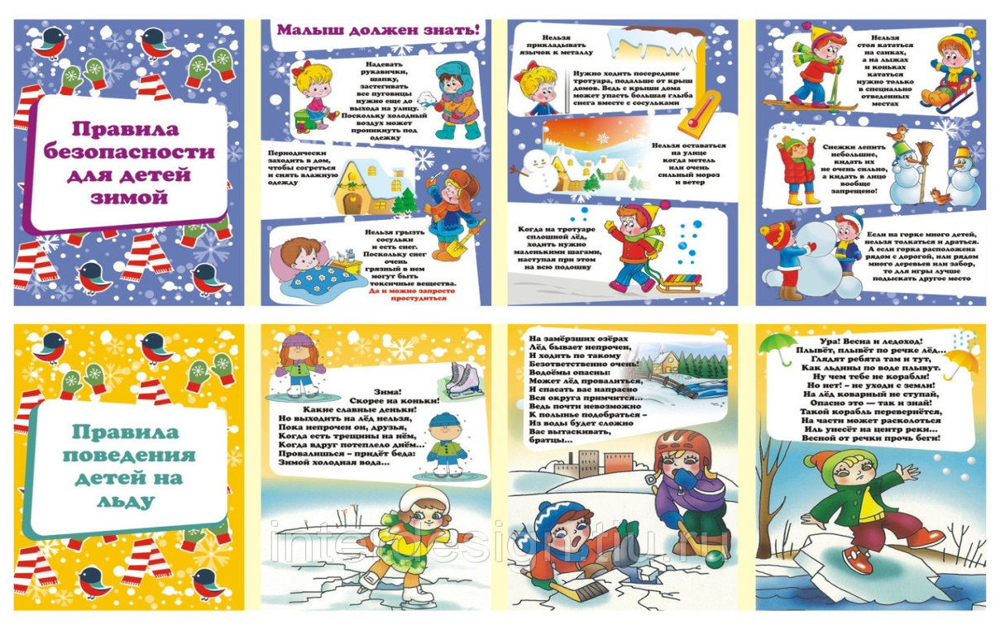 Правила
безопасности
для детей
зимой
Малыш должен знать!
Надевать
рукавички,
шапку,
застегивать
все пуговицы
нужно еще до
выхода на улицу.
Поскольку холодный
воздух может
проникнуть под
одежку
Периодически
заходить в дом,
чтобы согреться
и снять влажную
одежду
Нельзя грызть
сосульки
и есть снег.
Поскольку снег
очень
грязный в нем
могут быть
токсичные вещества.
Да и можно запросто
простудиться
Нельзя
прикладывать
язычок к металлу
Нужно ходить посередине
тротуара, подальше от крыш
домов. Ведь с крыши дома
может упасть большая глыба
снега вместе с сосульками
Нельзя оставаться
на улице
когда метель
или очень
сильный мороз
и ветер
Когда на тротуаре
сплошной лёд,
ходить нужно
маленькими шагами,
наступая при этом
на всю подошву
Нельзя
стоя кататься
на санках,
а на лыжах
и коньках
кататься
нужно только
в специально
отведенных
местах
Снежки лепить
небольшие,
кидать их
не очень сильно,
а кидать в лицо
вообще
запрещено!
Если на горке много детей,
нельзя толкаться и драться.
А если горка расположена
рядом с дорогой, или рядом
много деревьев или забор,
то для игры лучше
подыскать другое место
Правила
поведения
детей на
льду
Зима!
Скорее на коньки!
Какие славные деньки!
Но выходить на лёд нельзя,
Пока непрочен он, друзья,
Когда есть трещины на нём,
Когда вдруг потеплело днём...
Провалишься – придёт беда:
Зимой холодная вода...
На замёрзших озёрах
Лёд бывает непрочен,
И ходить по такому
Безответственно очень!
Водоёмы опасны:
Может лёд провалиться,
И спасать вас напрасно
Вся округа примчится...
Ведь почти невозможно
К полынье подобраться –
Из воды будет сложно
Вас вытаскивать,
братцы...
Ура! Весна и ледоход!
Плывёт, плывёт по речке лёд...
Глядят ребята там и тут,
Как льдины по воде плывут.
Ну чем тебе не корабли!
Но нет! – не уходи с земли!
На лёд коварный не ступай,
Опасно это — так и знай!
Такой корабль перевернётся,
На части может расколоться
Иль унесёт на центр реки...
Весной от речки прочь беги!
interdesign.tiu.ru